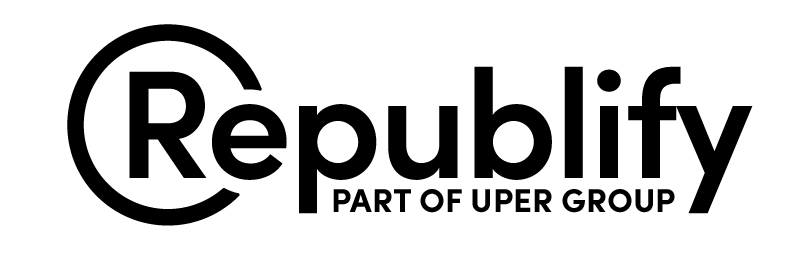 Republify
PART OF UPER GROUP